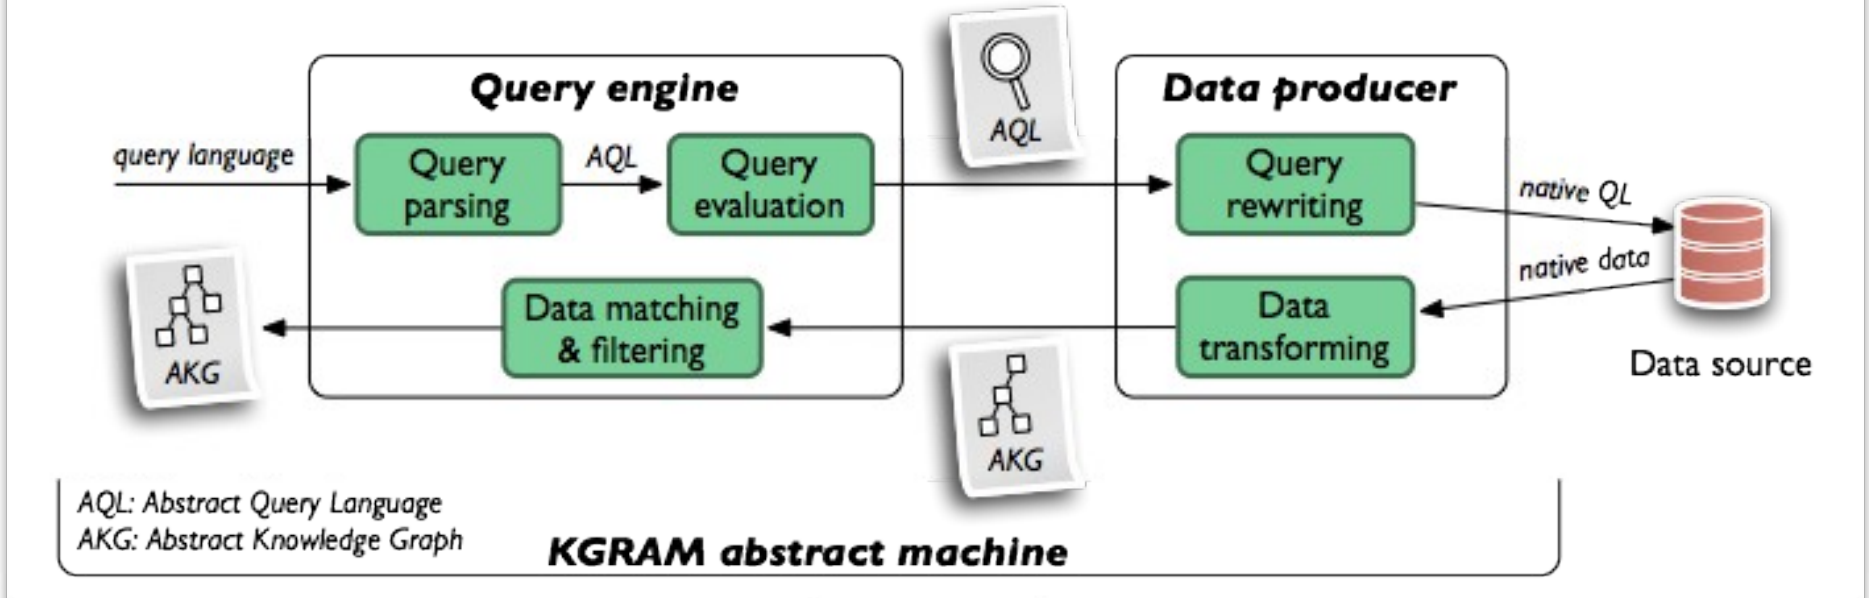 Query engine
Data producer
AQL
query language
Query
parsing
AQL
Query
evaluation
Query
rewriting
native QL
native data
Data matching
& filtering
Data
transforming
AKG
AKG
Data source
AQL: Abstract Query Language
AKG: Abstract Knowledge Graph
KGRAM abstract machine